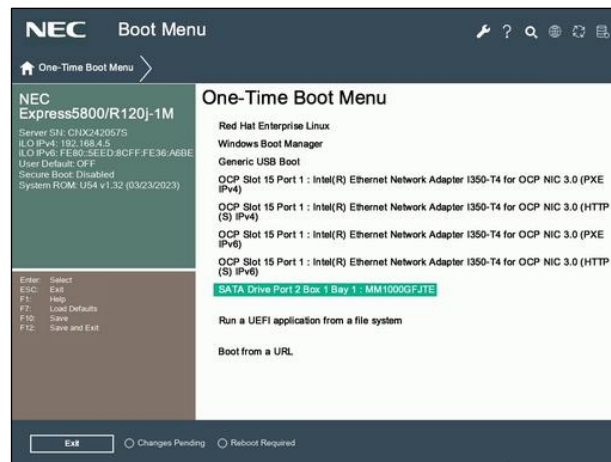 NEC Boot Menu
One-Time Boot Menu
NEC
Express5800/R120j-1M
Server SN: CNX242057S
iLO IPv4: 192.168.4.5
iLO IPv6: FE80::5EED:8CFF:FE36:A6BE
User Default: OFF
Secure Boot: Disabled
System ROM: U54 v1.32 (03/23/2023)
Enter: Select
ESC: Exit
F1: Help
F7: Load Defaults
F10: Save
F12: Save and Exit
One-Time Boot Menu
Red Hat Enterprise Linux
Windows Boot Manager
Generic USB Boot
OCP Slot 15 Port 1 : Intel(R) Ethernet Network Adapter I350-T4 for OCP NIC 3.0 (PXE
IPv4)
OCP Slot 15 Port 1 : Intel(R) Ethernet Network Adapter I350-T4 for OCP NIC 3.0 (HTTP
(S) IPv4)
OCP Slot 15 Port 1 : Intel(R) Ethernet Network Adapter I350-T4 for OCP NIC 3.0 (PXE
IPv6)
OCP Slot 15 Port 1 : Intel(R) Ethernet Network Adapter I350-T4 for OCP NIC 3.0 (HTTP
(S) IPv6)
SATA Drive Port 2 Box 1 Bay 1 : MM1000GFJTE
Run a UEFI application from a file system
Boot from a URL
Exit
Changes Pending
Reboot Required